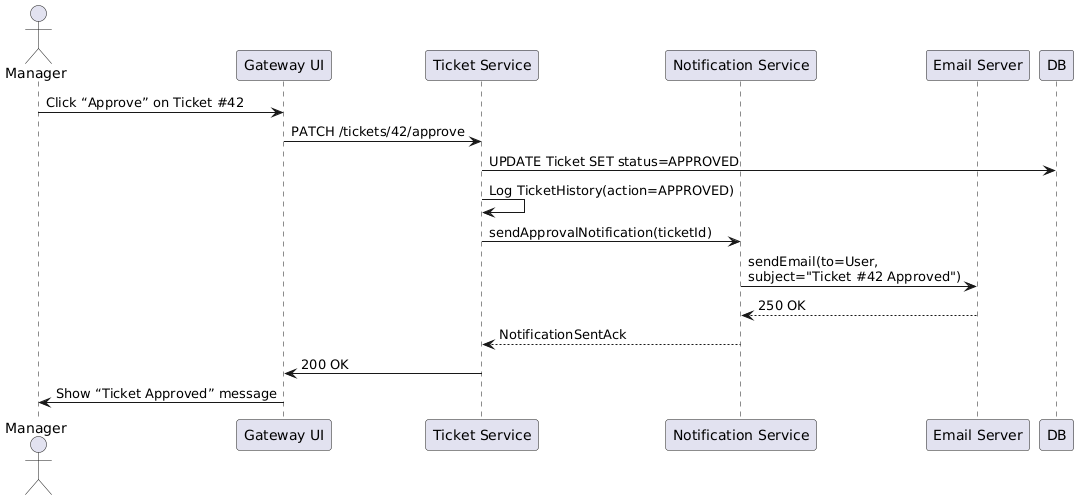 Manager
Gateway UI
Ticket Service
Notification Service
Email Server
DB
Click “Approve” on Ticket #42
PATCH /tickets/42/approve
UPDATE Ticket SET status=APPROVED
Log TicketHistory(action=APPROVED)
sendApprovalNotification(ticketId)
sendEmail(to=User,
subject="Ticket #42 Approved")
250 OK
NotificationSentAck
200 OK
Show “Ticket Approved” message
Manager
Gateway UI
Ticket Service
Notification Service
Email Server
DB